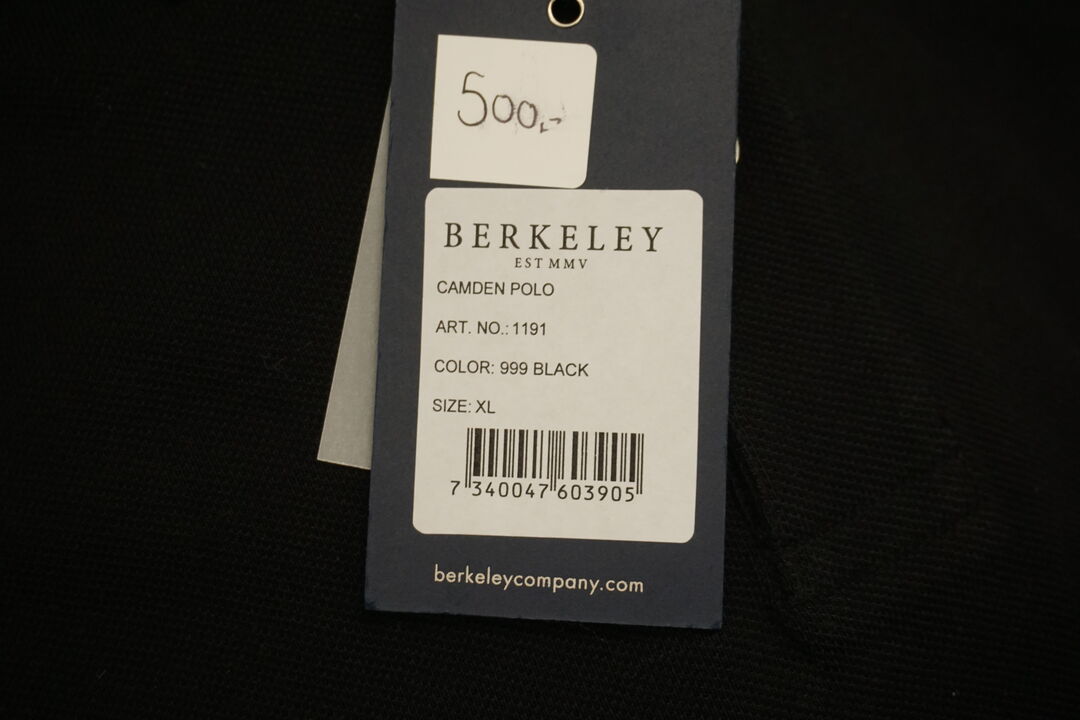 500,-
BERKELEY
EST MMV
CAMDEN POLO
ART. NO.: 1191
COLOR: 999 BLACK
SIZE: XL
7 340047 603905
berkeleycompany.com